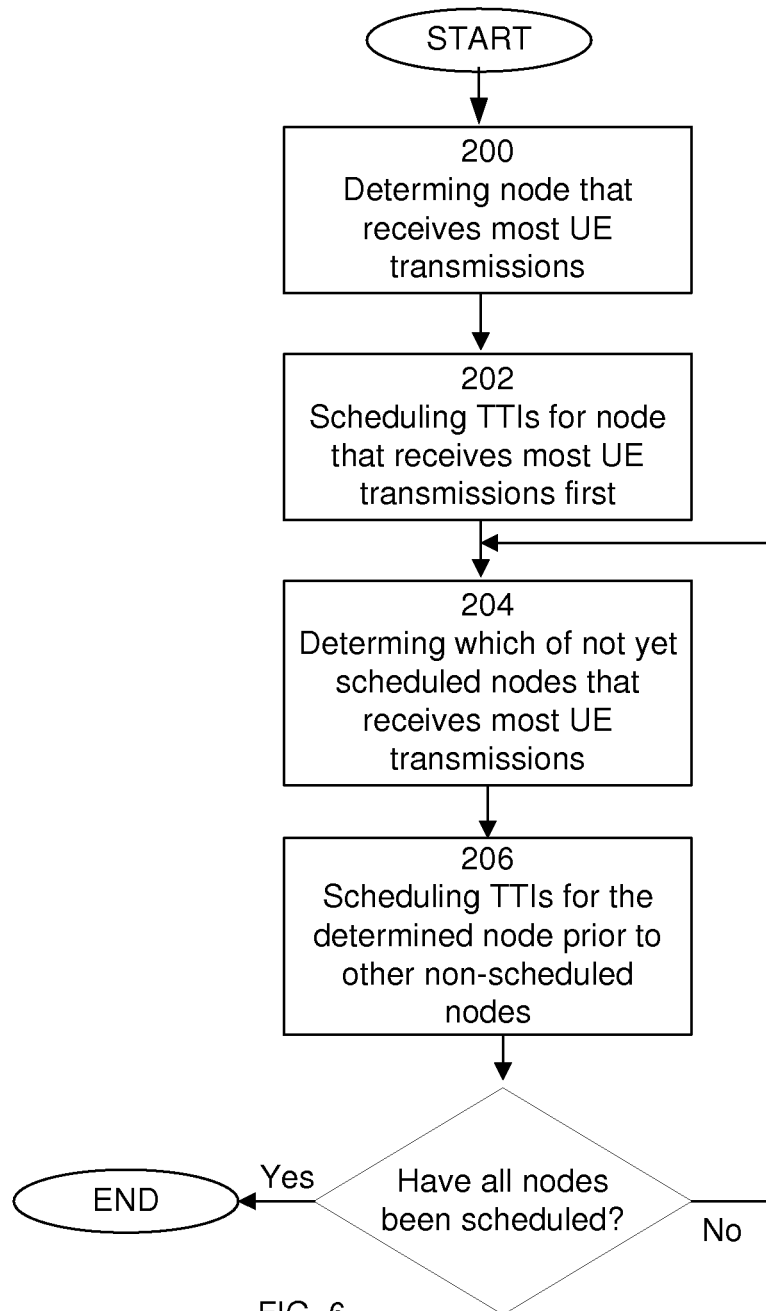 START
200
Determing node that
receives most UE
transmissions
202
Scheduling TTIs for node
that receives most UE
transmissions first
204
Determing which of not yet
scheduled nodes that
receives most UE
transmissions
206
Scheduling TTIs for the
determined node prior to
other non-scheduled
nodes
Have all nodes
been scheduled?
Yes
END
No
FIG. 6